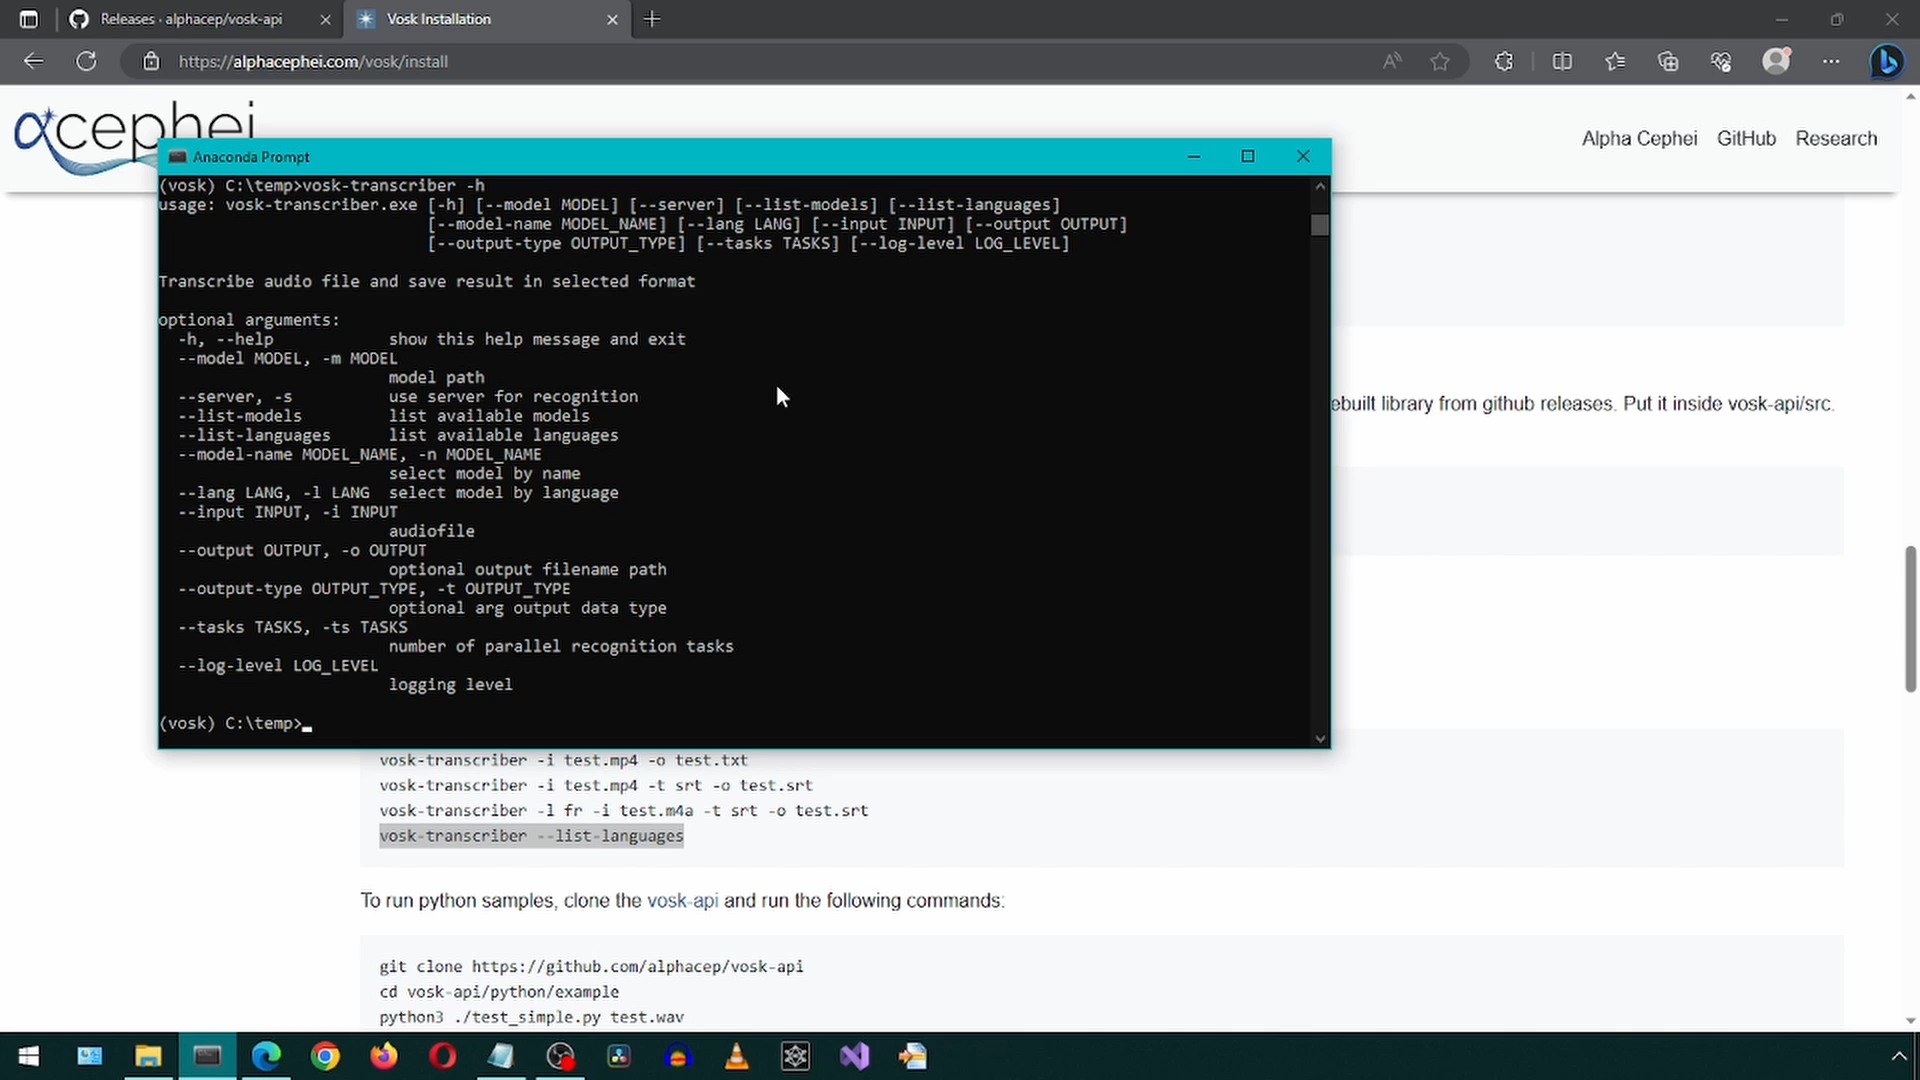 Releases · alphacep/vosk-api
Vosk Installation
https://alphacephei.com/vosk/install
αcephei
Alpha Cephei GitHub Research
Anaconda Prompt
(vosk) C:\temp>vosk-transcriber -h
usage: vosk-transcriber.exe [-h] [--model MODEL] [--server] [--list-models] [--list-languages]
[--model-name MODEL_NAME] [--lang LANG] [--input INPUT] [--output OUTPUT]
[--output-type OUTPUT_TYPE] [--tasks TASKS] [--log-level LOG_LEVEL]
Transcribe audio file and save result in selected format
optional arguments:
-h, --help show this help message and exit
--model MODEL, -m MODEL
model path
--server, -s use server for recognition
--list-models list available models
--list-languages list available languages
--model-name MODEL_NAME, -n MODEL_NAME
select model by name
--lang LANG, -l LANG select model by language
--input INPUT, -i INPUT
audiofile
--output OUTPUT, -o OUTPUT
optional output filename path
--output-type OUTPUT_TYPE, -t OUTPUT_TYPE
optional arg output data type
--tasks TASKS, -ts TASKS
number of parallel recognition tasks
--log-level LOG_LEVEL
logging level
(vosk) C:\temp>
ebuilt library from github releases. Put it inside vosk-api/src.
vosk-transcriber -i test.mp4 -o test.txt
vosk-transcriber -i test.mp4 -t srt -o test.srt
vosk-transcriber -l fr -i test.m4a -t srt -o test.srt
vosk-transcriber --list-languages
To run python samples, clone the vosk-api and run the following commands:
git clone https://github.com/alphacep/vosk-api
cd vosk-api/python/example
python3 ./test_simple.py test.wav